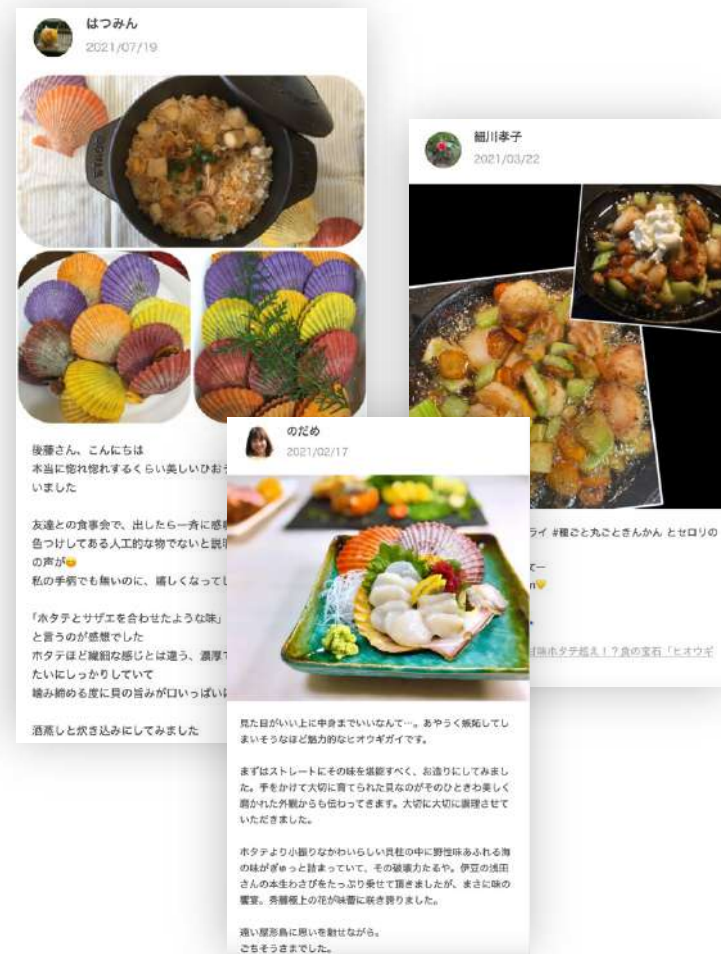 はつみん
2021/07/19
後藤さん、こんにちは
本当に惚れ惚れするくらい美しいひおう
いました
友達との食事会で、出したら一斉に感
色つけしてある人工的な物でないと説
の声が😊
私の手柄でも無いのに、嬉しくなってし
「ホタテとサザエを合わせたような味」
と言うのが感想でした
ホタテほど繊細な感じとは違う、濃厚で
たいにしっかりしていて
噛み締める度に貝の旨みが口いっぱいに
酒蒸しと炊き込みにしてみました
細川孝子
2021/03/22
ライ #種ごと丸ごときんかん とセロリの
味ホタテ超え!?食の宝石「ヒオウギ
のだめ
2021/02/17
見た目がいい上に中身までいいなんて…。あやうく嫉妬してし
まいそうなほど魅力的なヒオウギガイです。
まずはストレートにその味を堪能すべく、お造りにしてみまし
た。手をかけて大切に育てられた貝なのがそのひときわ美しく
磨かれた外観からも伝わってきます。大切に大切に調理させて
いただきました。
ホタテより小振りなかわいらしい貝柱の中に野性味あふれる海
の味がぎゅっと詰まっていて、その破壊力たるや。伊豆の浅田
さんの本生わさびをたっぷり乗せて頂きましたが、まさに味の
饗宴。秀麗極上の花が味蕾に咲き誇りました。
遠い屋形島に思いを馳せながら。
ごちそうさまでした。